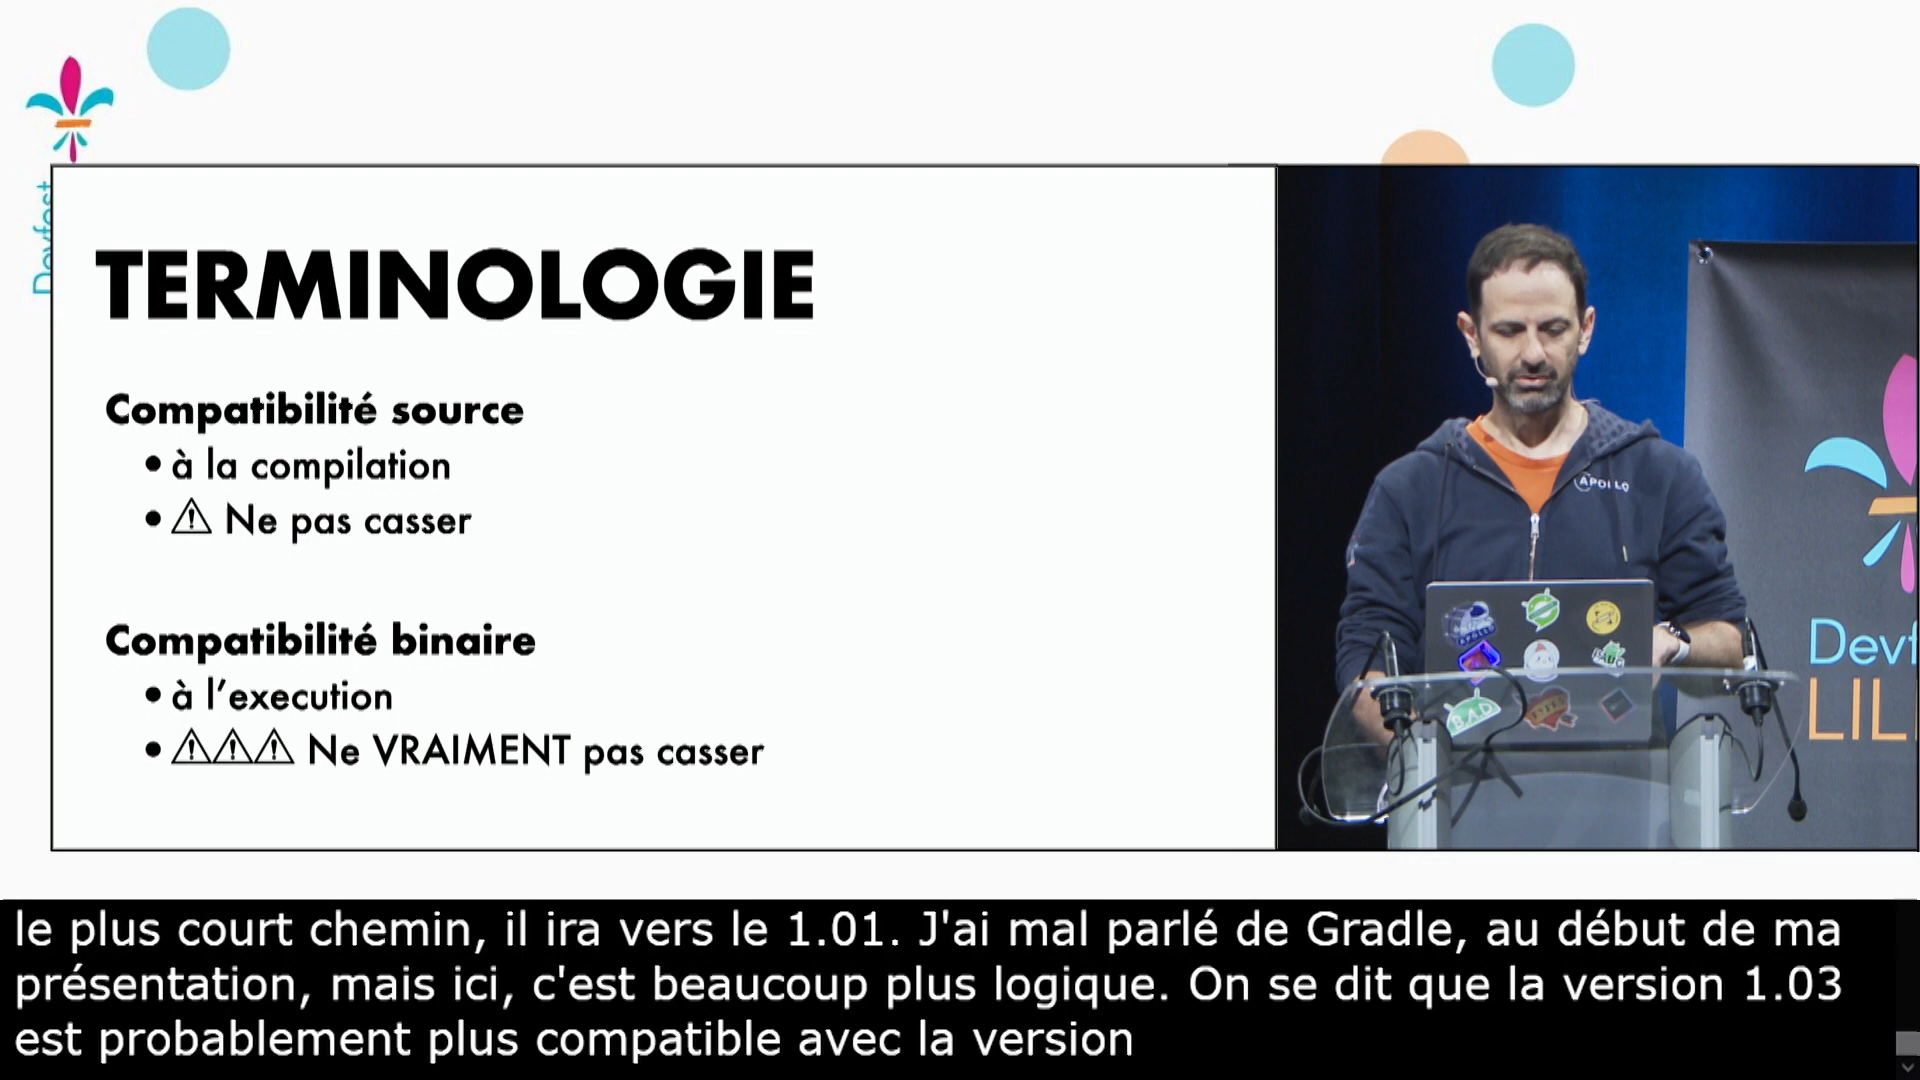 Devfest
TERMINOLOGIE
Compatibilité source
• à la compilation
• ⚠ Ne pas casser
Compatibilité binaire
• à l’execution
• ⚠⚠⚠ Ne VRAIMENT pas casser
APOLLO
APOLLO
B.A.D
Devf
LIL
le plus court chemin, il ira vers le 1.01. J'ai mal parlé de Gradle, au début de ma
présentation, mais ici, c'est beaucoup plus logique. On se dit que la version 1.03
est probablement plus compatible avec la version